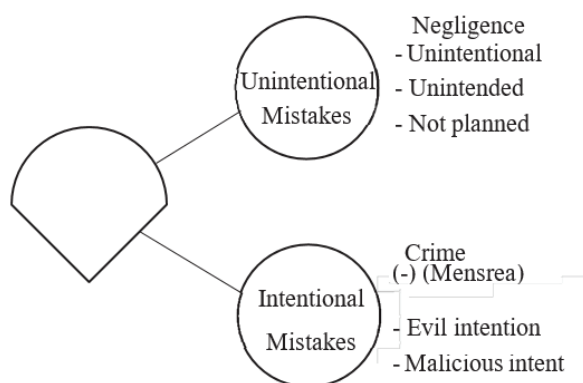 Negligence
- Unintentional
- Unintended
- Not planned
Unintentional
Mistakes
Crime
(-) (Mensrea)
- Evil intention
- Malicious intent
Intentional
Mistakes